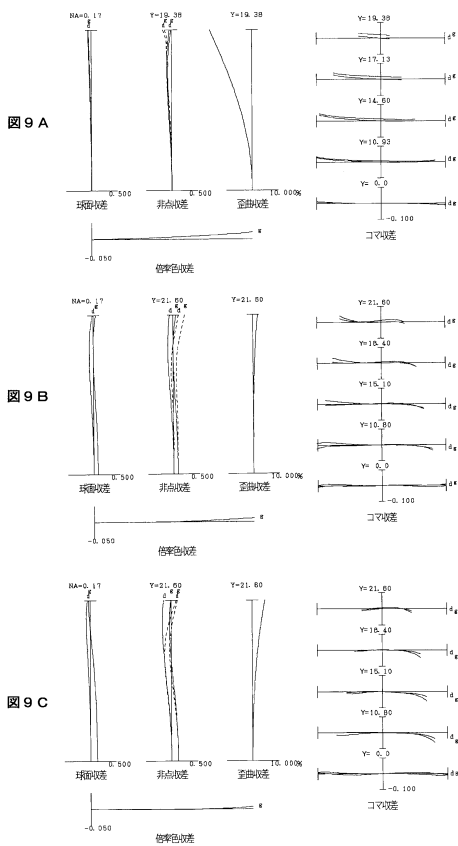 図9A
NA=0.17
Y=19.38
Y=19.38
d
g
g g
d d
0.500
0.500
10.000%
球面収差
非点収差
歪曲収差
g
-0.050
倍率色収差
Y=19.38
d g
Y=17.13
d g
Y=14.60
d g
Y=10.93
d g
Y= 0.0
d g
-0.100
コマ収差
図9B
NA=0.17
Y=21.60
Y=21.60
g
d
g g
d d
0.500
0.500
10.000%
球面収差
非点収差
歪曲収差
g
-0.050
倍率色収差
Y=21.60
d g
Y=18.40
d g
Y=15.10
d g
Y=10.80
d g
Y= 0.0
d g
-0.100
コマ収差
図9C
NA=0.17
Y=21.60
Y=21.60
g
d
g g
d d
0.500
0.500
10.000%
球面収差
非点収差
歪曲収差
g
-0.050
倍率色収差
Y=21.60
d g
Y=18.40
d g
Y=15.10
d g
Y=10.80
d g
Y= 0.0
d g
-0.100
コマ収差